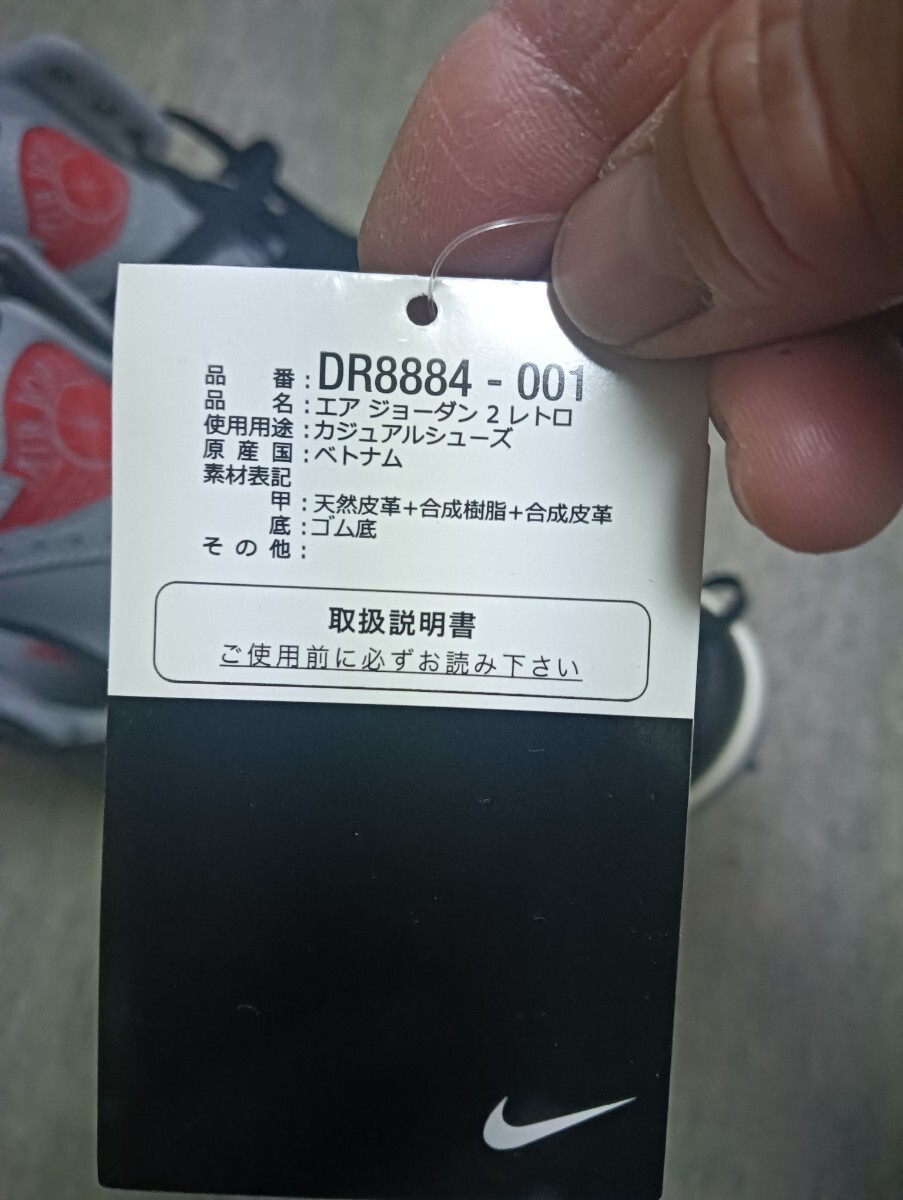 品番:DR8884 - 001
品名:エア ジョーダン 2 レトロ
使用用途:カジュアルシューズ
原産国:ベトナム
素材表記
甲:天然皮革+合成樹脂+合成皮革
底:ゴム底
その他:
取扱説明書
ご使用前に必ずお読み下さい